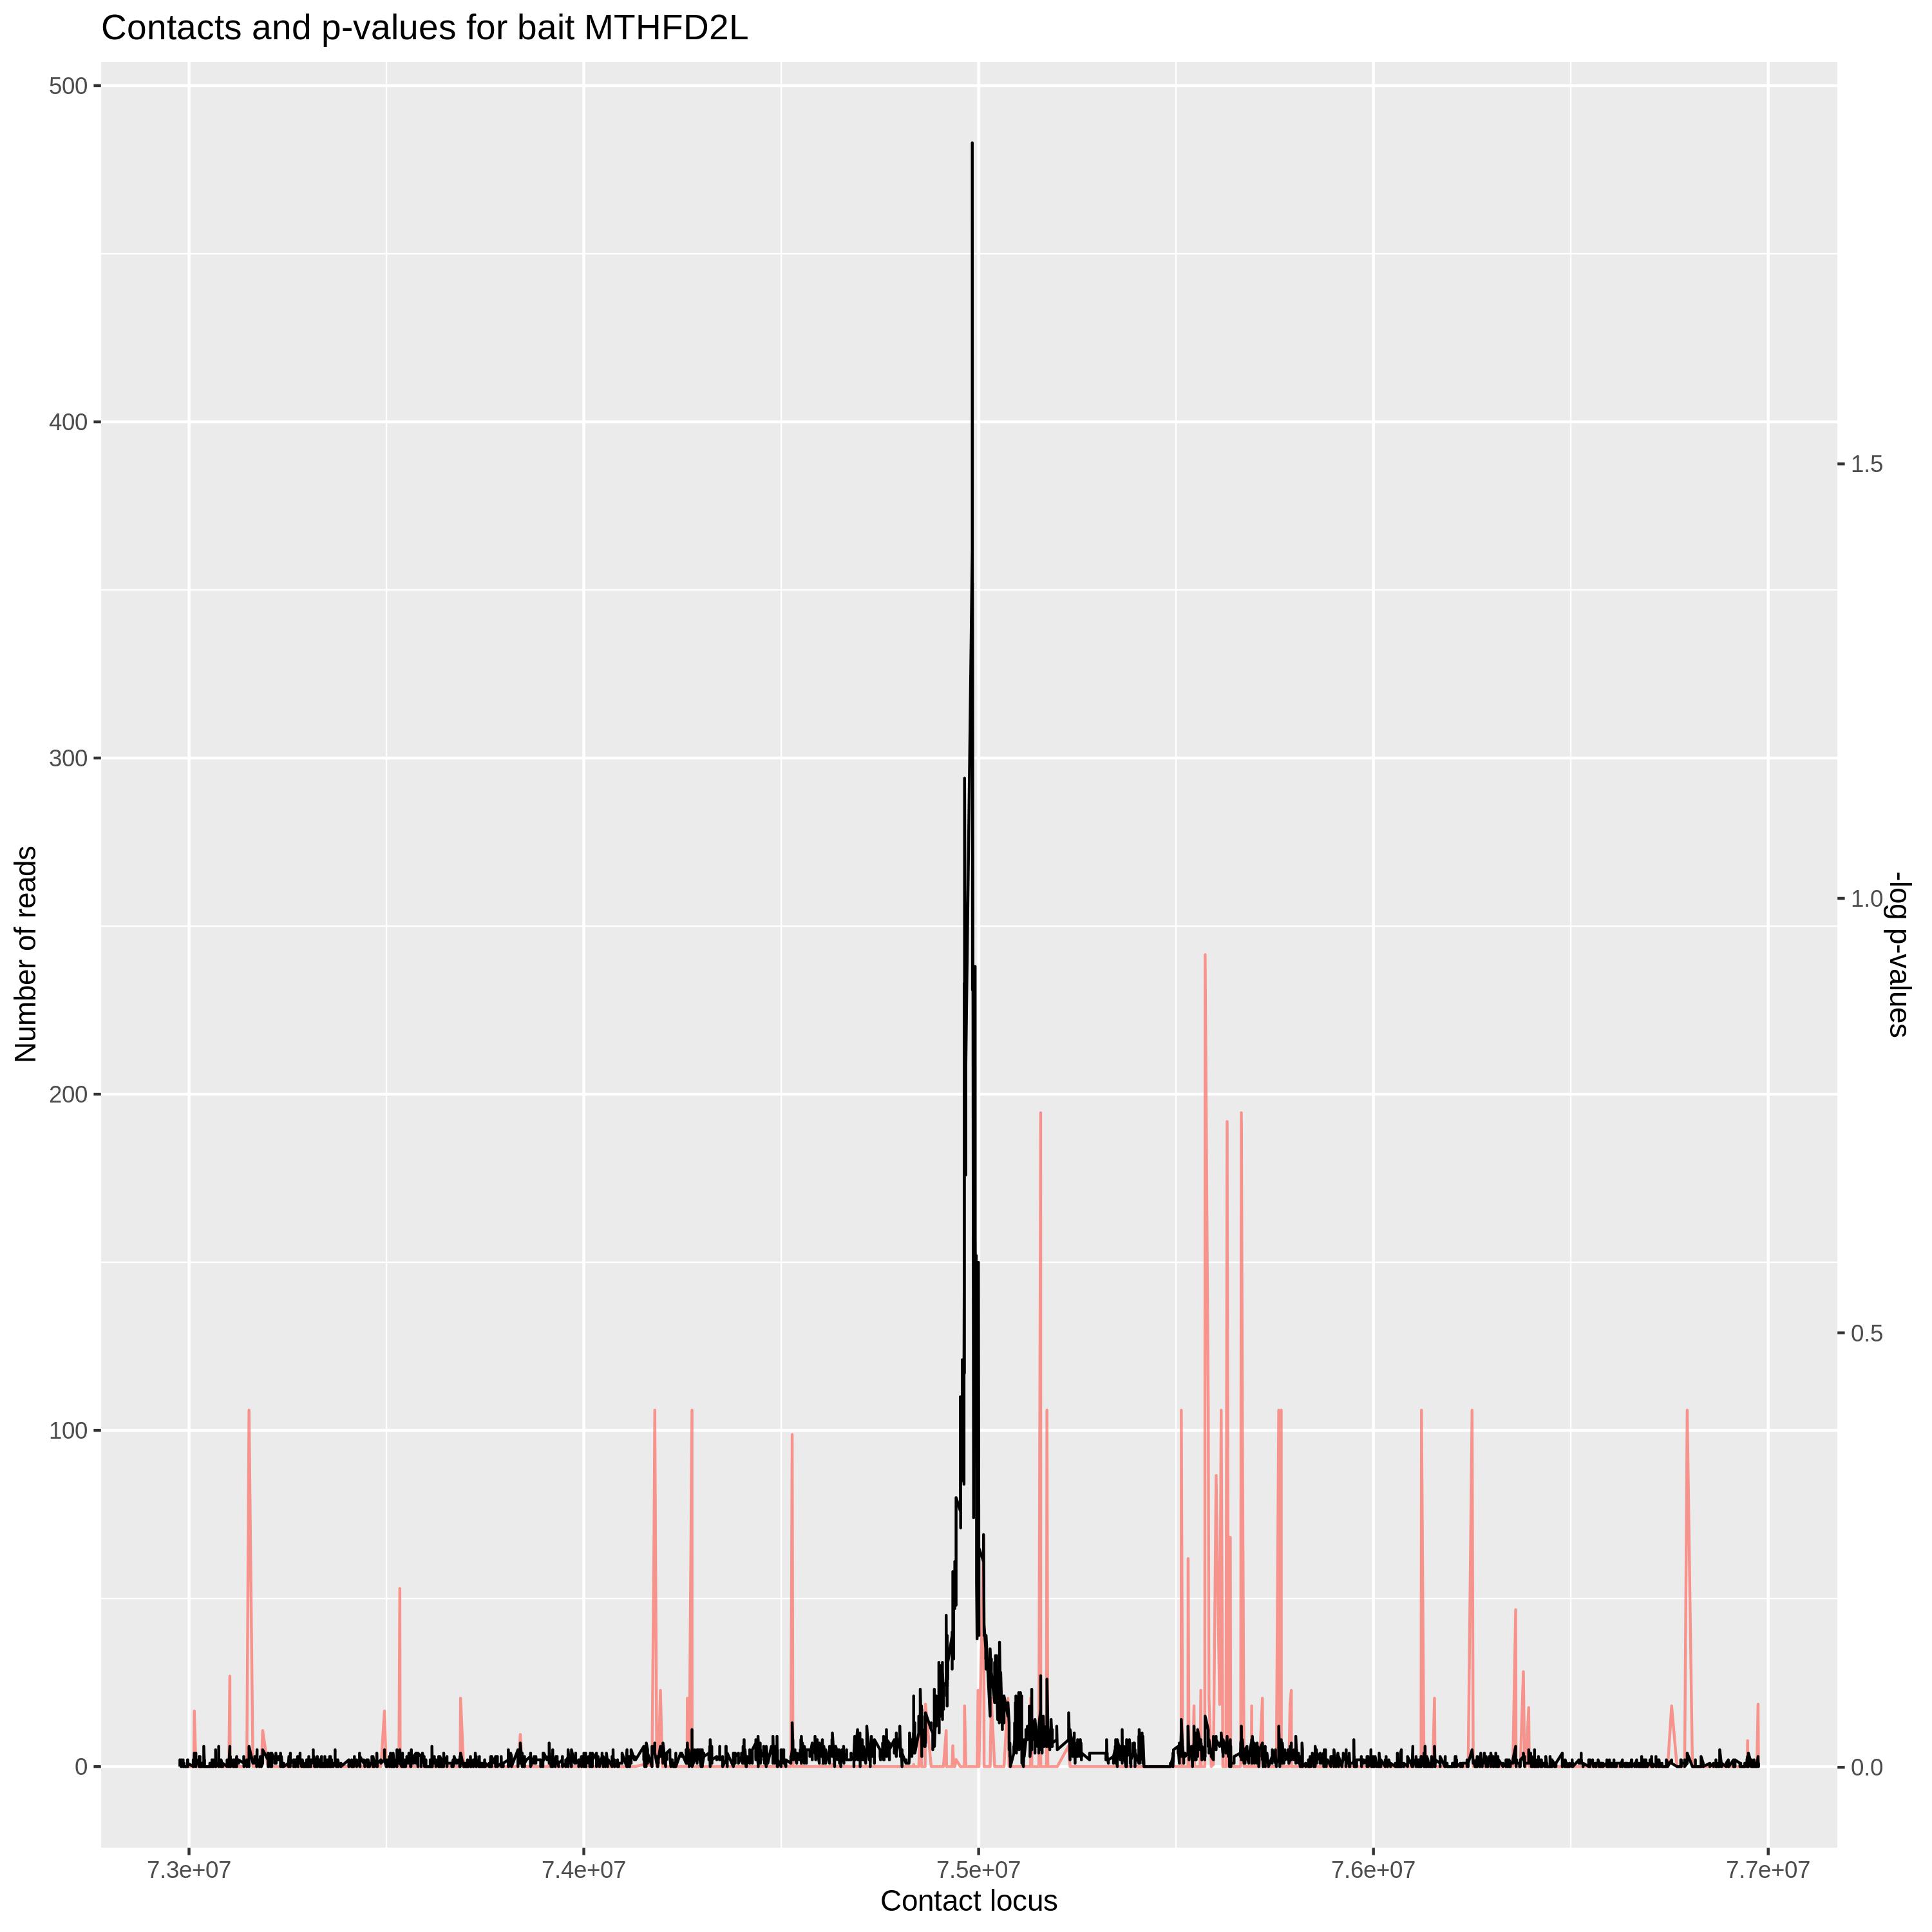 Contacts and p-values for bait MTHFD2L
500
400
300
200
100
0
Number of reads
1.5
1.0
0.5
0.0
-log p-values
7.3e+07
7.4e+07
7.5e+07
7.6e+07
7.7e+07
Contact locus